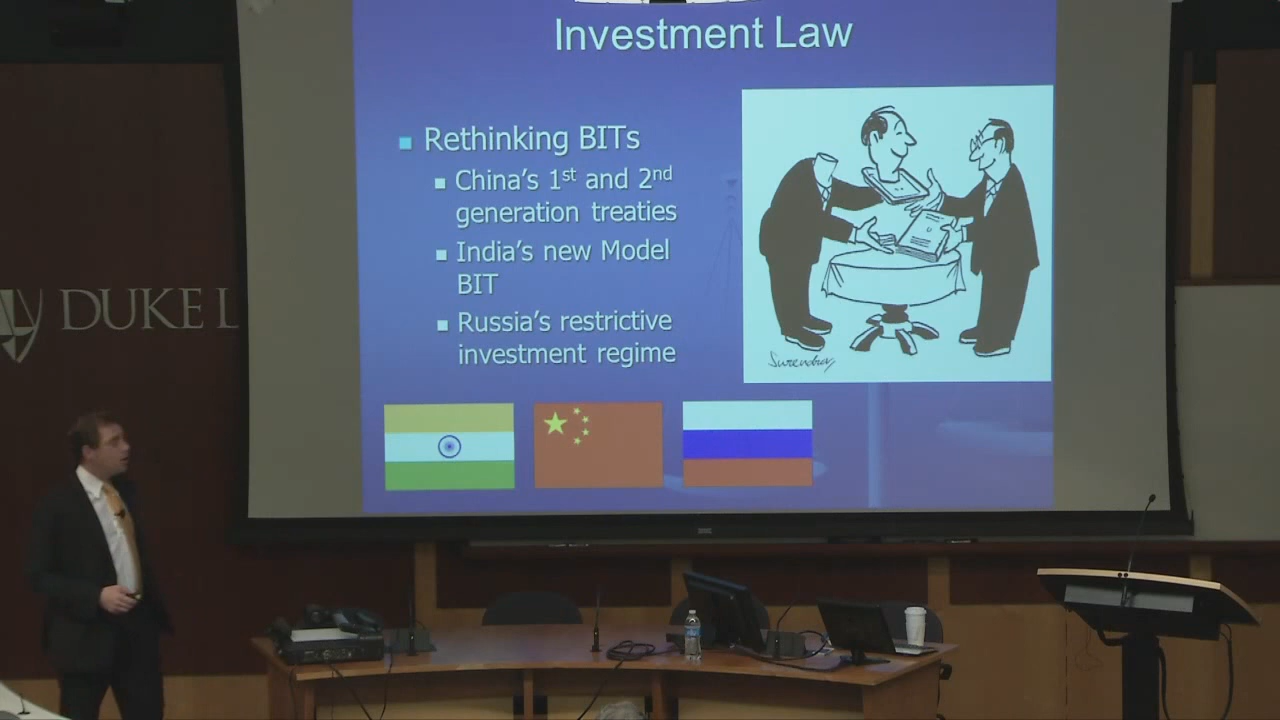 Investment Law
Rethinking BITs
China's 1st and 2nd
generation treaties
India's new Model
BIT
Russia's restrictive
investment regime
Surendra
DUKE L